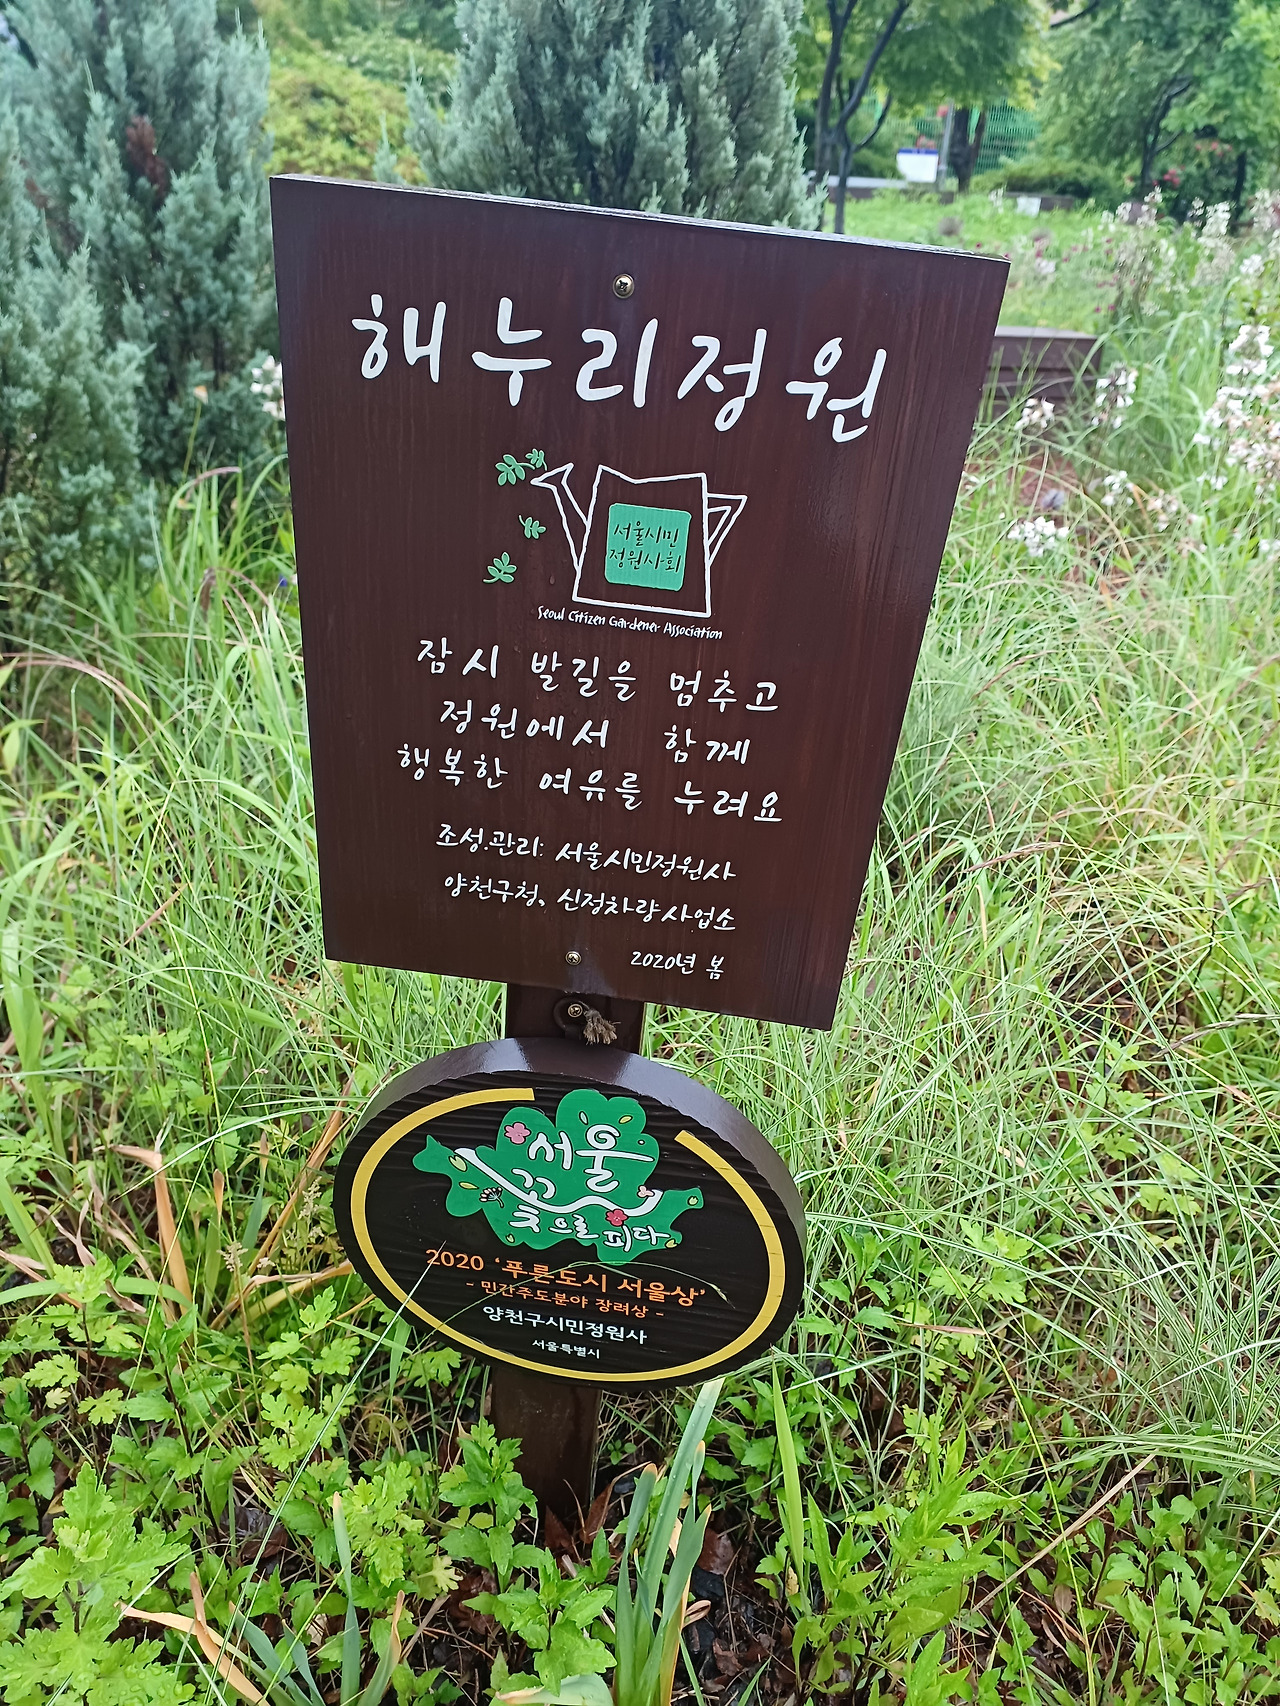 해누리정원
서울시민
정원사회
Seoul Citizen Gardener Association
잠시 발길을 멈추고
정원에서 함께
행복한 여유를 누려요
조성.관리: 서울시민정원사
양천구청, 신정차량사업소
2020년 봄
서울
꽃으로 피다
2020 '푸른도시 서울상'
- 민간주도분야 장려상 -
양천구시민정원사
서울특별시